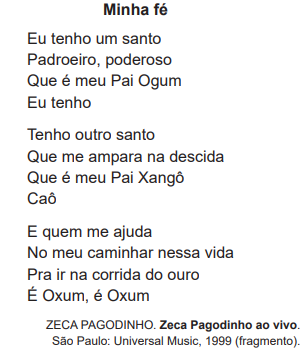 Minha fé
Eu tenho um santo
Padroeiro, poderoso
Que é meu Pai Ogum
Eu tenho
Tenho outro santo
Que me ampara na descida
Que é meu Pai Xangô
Caô
E quem me ajuda
No meu caminhar nessa vida
Pra ir na corrida do ouro
É Oxum, é Oxum
ZECA PAGODINHO. Zeca Pagodinho ao vivo.
São Paulo: Universal Music, 1999 (fragmento).